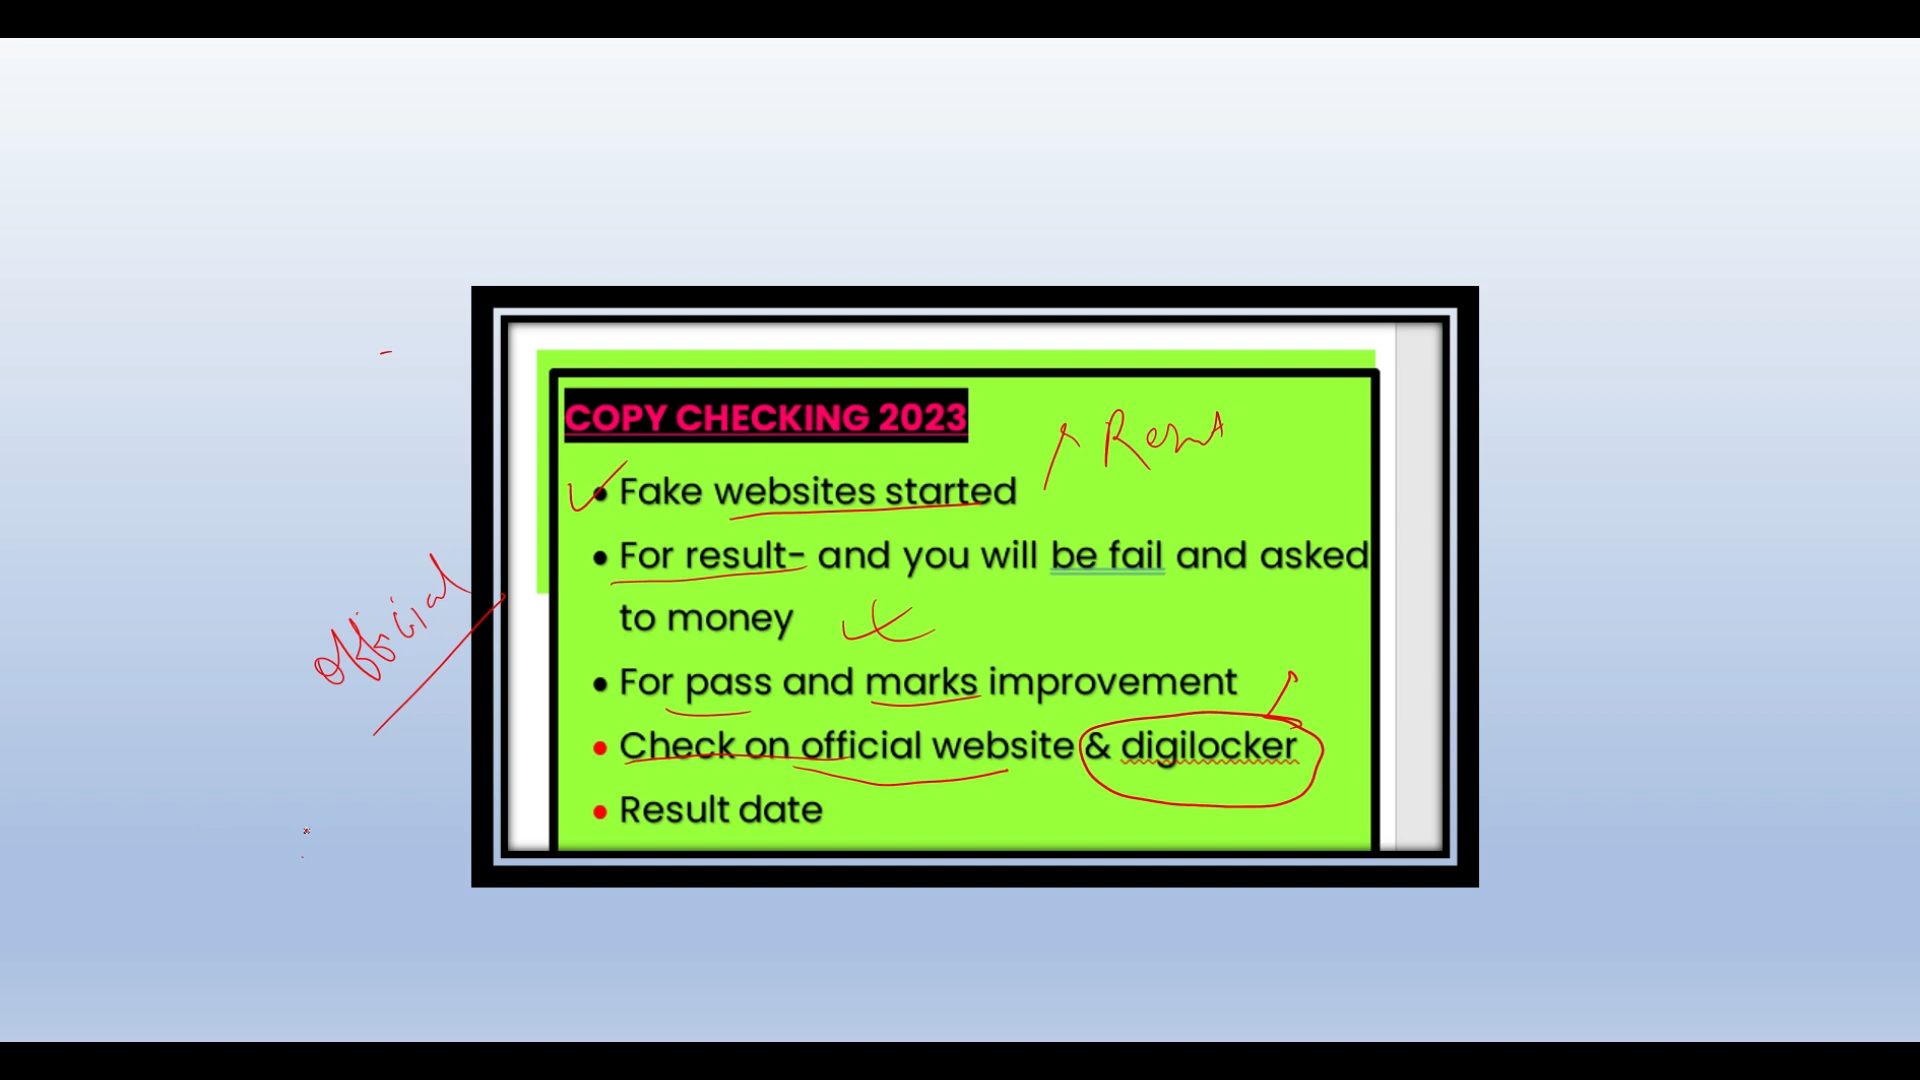 COPY CHECKING 2023
Result
Fake websites started
For result- and you will be fail and asked
to money
official
For pass and marks improvement
Check on official website & digilocker
Result date